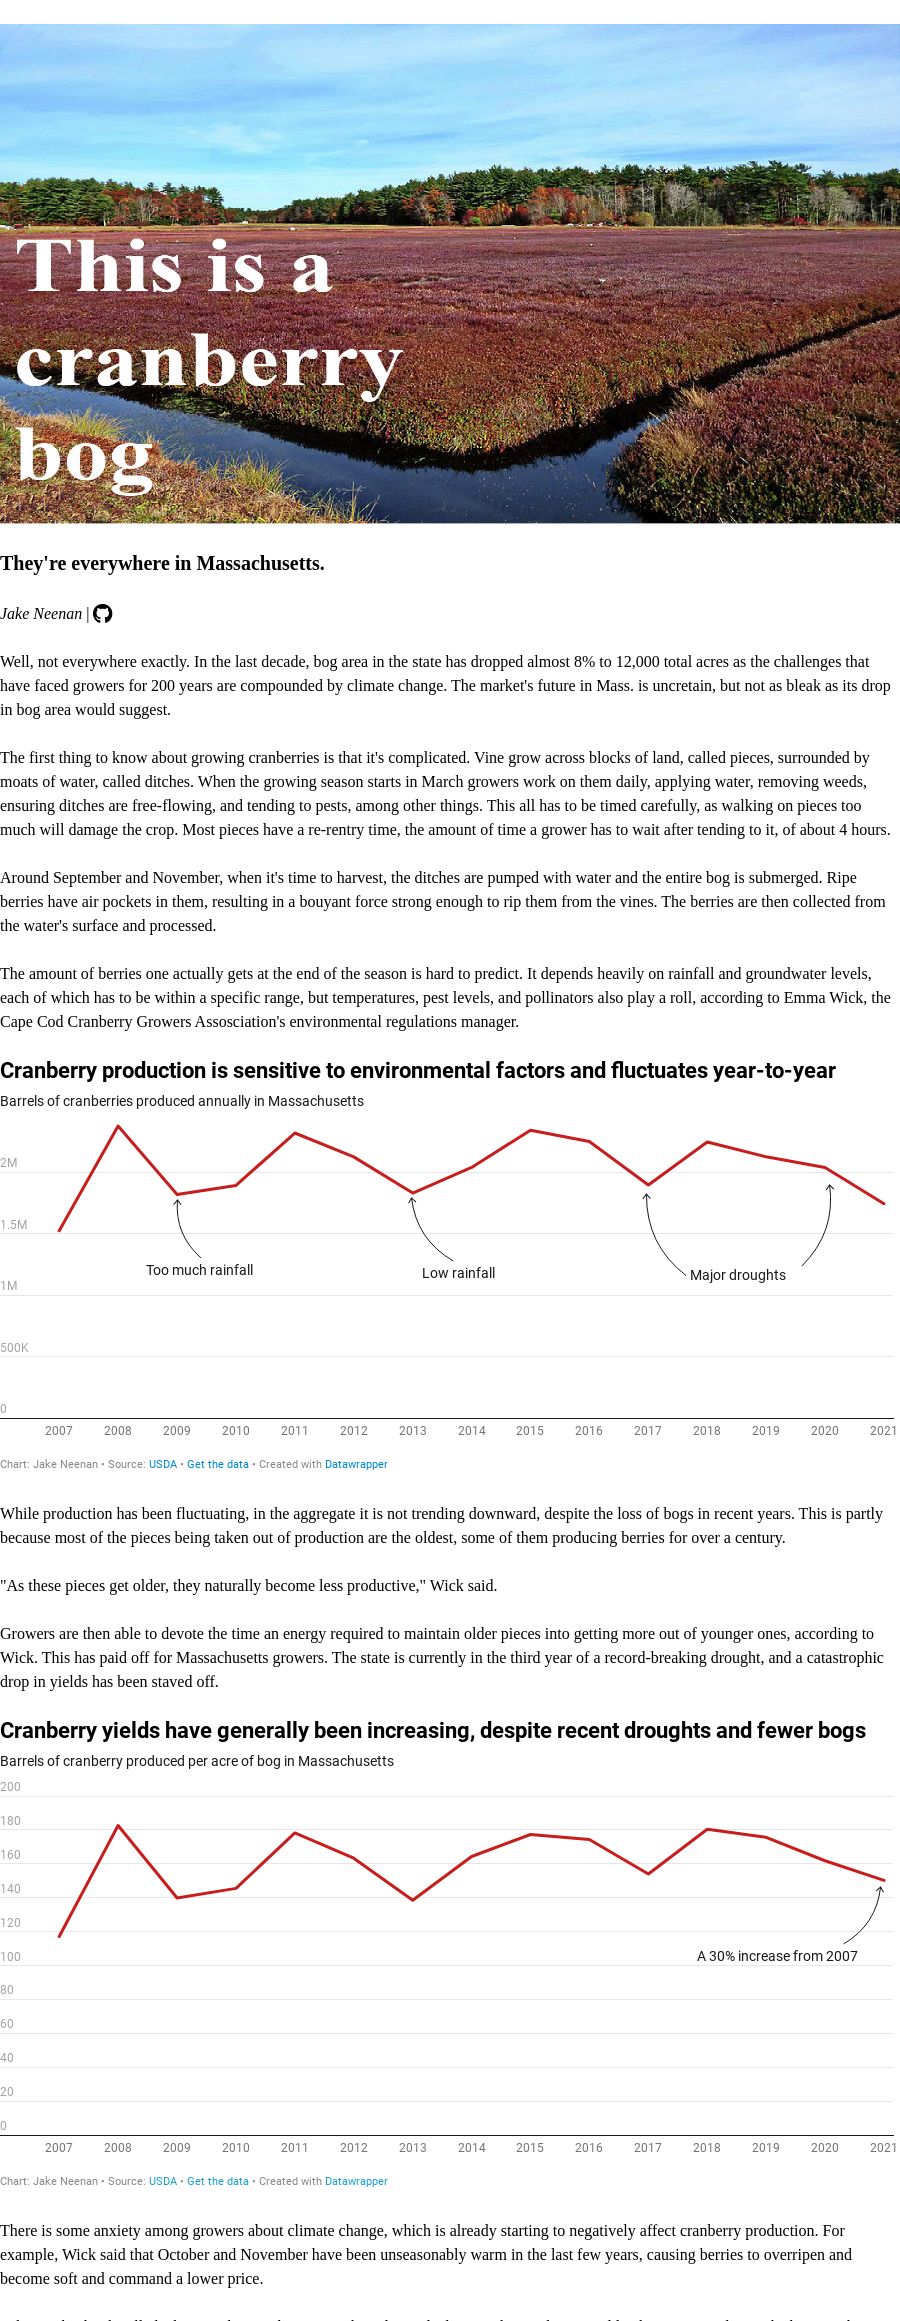 This is a
cranberry
bog
They're everywhere in Massachusetts.
Jake Neenan |
Well, not everywhere exactly. In the last decade, bog area in the state has dropped almost 8% to 12,000 total acres as the challenges that
have faced growers for 200 years are compounded by climate change. The market's future in Mass. is uncretain, but not as bleak as its drop
in bog area would suggest.
The first thing to know about growing cranberries is that it's complicated. Vine grow across blocks of land, called pieces, surrounded by
moats of water, called ditches. When the growing season starts in March growers work on them daily, applying water, removing weeds,
ensuring ditches are free-flowing, and tending to pests, among other things. This all has to be timed carefully, as walking on pieces too
much will damage the crop. Most pieces have a re-rentry time, the amount of time a grower has to wait after tending to it, of about 4 hours.
Around September and November, when it's time to harvest, the ditches are pumped with water and the entire bog is submerged. Ripe
berries have air pockets in them, resulting in a bouyant force strong enough to rip them from the vines. The berries are then collected from
the water's surface and processed.
The amount of berries one actually gets at the end of the season is hard to predict. It depends heavily on rainfall and groundwater levels,
each of which has to be within a specific range, but temperatures, pest levels, and pollinators also play a roll, according to Emma Wick, the
Cape Cod Cranberry Growers Assosciation's environmental regulations manager.
Cranberry production is sensitive to environmental factors and fluctuates year-to-year
Barrels of cranberries produced annually in Massachusetts
2M
1.5M
Too much rainfall
Low rainfall
Major droughts
1M
500K
0
2007 2008 2009 2010 2011 2012 2013 2014 2015 2016 2017 2018 2019 2020 2021
Chart: Jake Neenan • Source: USDA • Get the data • Created with Datawrapper
While production has been fluctuating, in the aggregate it is not trending downward, despite the loss of bogs in recent years. This is partly
because most of the pieces being taken out of production are the oldest, some of them producing berries for over a century.
"As these pieces get older, they naturally become less productive," Wick said.
Growers are then able to devote the time an energy required to maintain older pieces into getting more out of younger ones, according to
Wick. This has paid off for Massachusetts growers. The state is currently in the third year of a record-breaking drought, and a catastrophic
drop in yields has been staved off.
Cranberry yields have generally been increasing, despite recent droughts and fewer bogs
Barrels of cranberry produced per acre of bog in Massachusetts
200
180
160
140
120
A 30% increase from 2007
100
80
60
40
20
0
2007 2008 2009 2010 2011 2012 2013 2014 2015 2016 2017 2018 2019 2020 2021
Chart: Jake Neenan • Source: USDA • Get the data • Created with Datawrapper
There is some anxiety among growers about climate change, which is already starting to negatively affect cranberry production. For
example, Wick said that October and November have been unseasonably warm in the last few years, causing berries to overripen and
become soft and command a lower price.